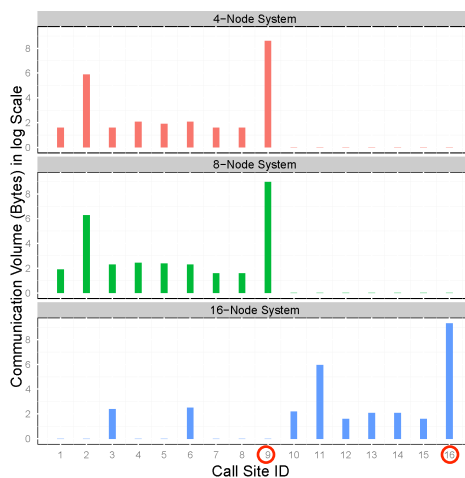 4−Node System
8
6
4
2
0
8−Node System
8
6
4
2
0
16−Node System
8
6
4
2
0
Communication Volume (Bytes) in log Scale
1 2 3 4 5 6 7 8 9 10 11 12 13 14 15 16
Call Site ID